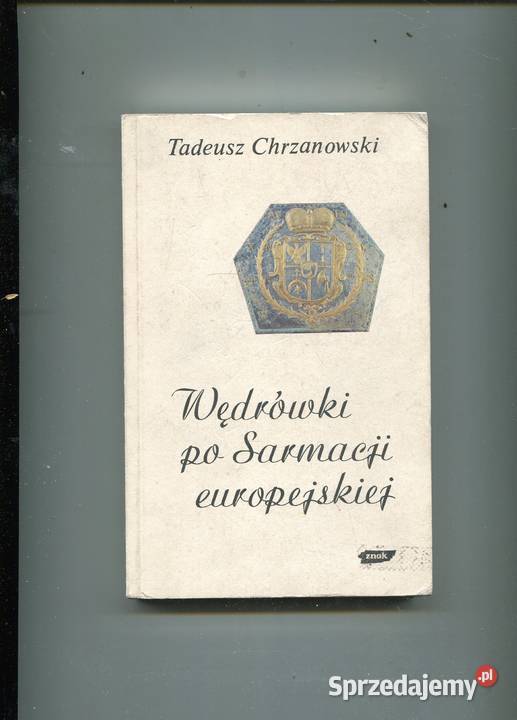 Tadeusz Chrzanowski
Wędrówki
po Sarmacji
europejskiej
znak
Sprzedajemy.pl